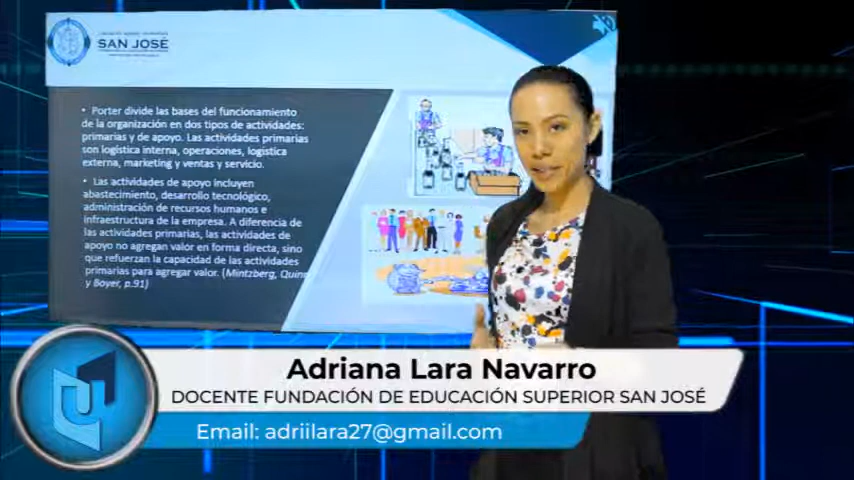 SAN JOSÉ
• Porter divide las bases del funcionamiento
de la organización en dos tipos de actividades:
primarias y de apoyo. Las actividades primarias
son logística interna, operaciones, logística
externa, marketing y ventas y servicio.
• Las actividades de apoyo incluyen
abastecimiento, desarrollo tecnológico,
administración de recursos humanos e
infraestructura de la empresa. A diferencia de
las actividades primarias, las actividades de
apoyo no agregan valor en forma directa, sino
que refuerzan la capacidad de las actividades
primarias para agregar valor. (Mintzberg, Quinn
y Boyer, p.91)
Adriana Lara Navarro
DOCENTE FUNDACIÓN DE EDUCACIÓN SUPERIOR SAN JOSÉ
Email: adriilara27@gmail.com